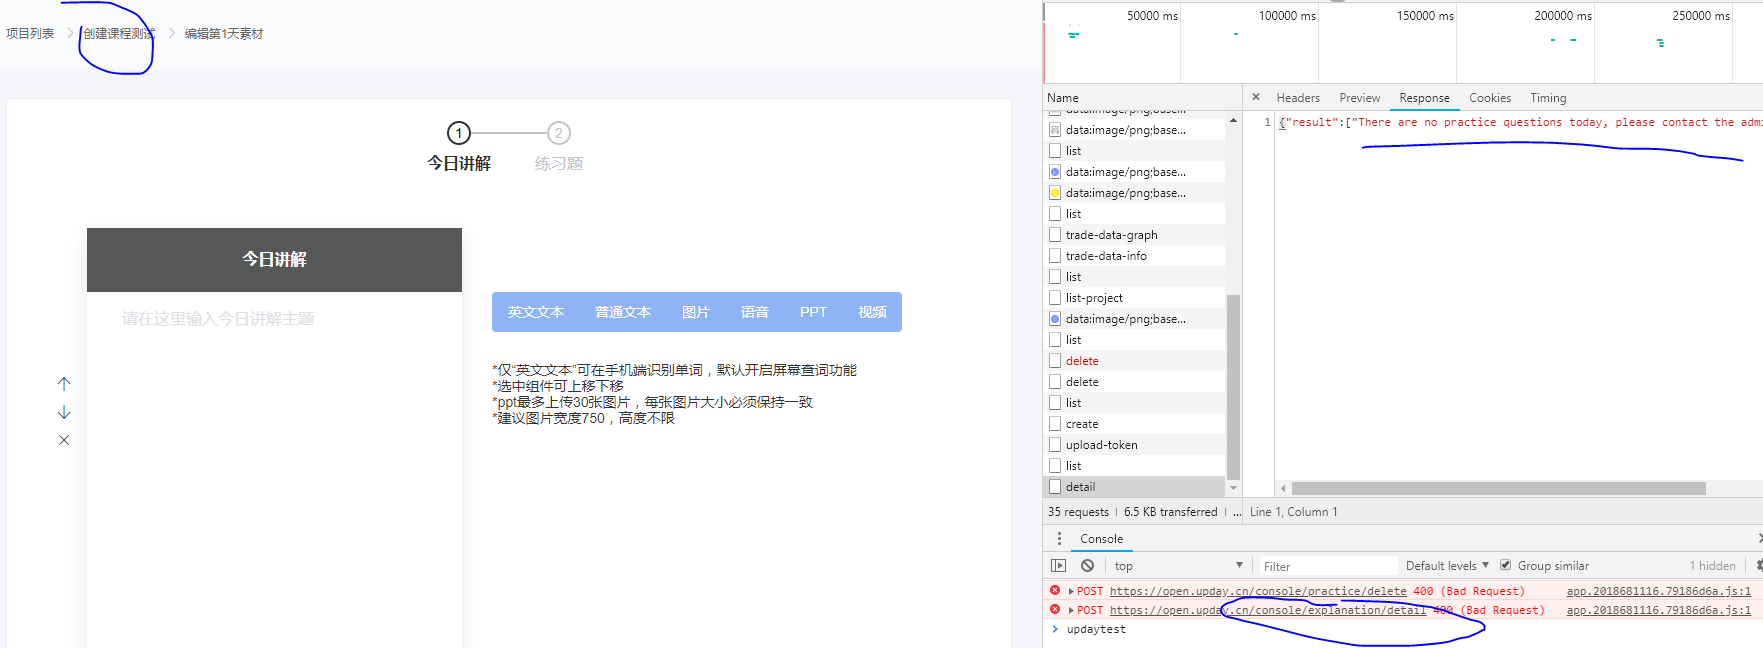 项目列表 > 创建课程测试 > 编辑第1天素材
1
2
今日讲解
练习题
今日讲解
请在这里输入今日讲解主题
英文文本 普通文本 图片 语音 PPT 视频
*仅“英文文本”可在手机端识别单词，默认开启屏幕查词功能
*选中组件可上移下移
*ppt最多上传30张图片，每张图片大小必须保持一致
*建议图片宽度750，高度不限
50000 ms 100000 ms 150000 ms 200000 ms 250000 ms
Name
data:image/png;base...
data:image/png;base...
list
data:image/png;base...
data:image/png;base...
list
trade-data-graph
trade-data-info
list
list-project
data:image/png;base...
list
delete
delete
list
create
upload-token
list
detail
35 requests | 6.5 KB transferred | ...
× Headers Preview Response Cookies Timing
1 {"result":["There are no practice questions today, please contact the adm
Line 1, Column 1
Console
top Filter Default levels ▼ Group similar 1 hidden
POST https://open.upday.cn/console/practice/delete 400 (Bad Request) app.2018681116.79186d6a.js:1
POST https://open.upday.cn/console/explanation/detail 400 (Bad Request) app.2018681116.79186d6a.js:1
> updaytest